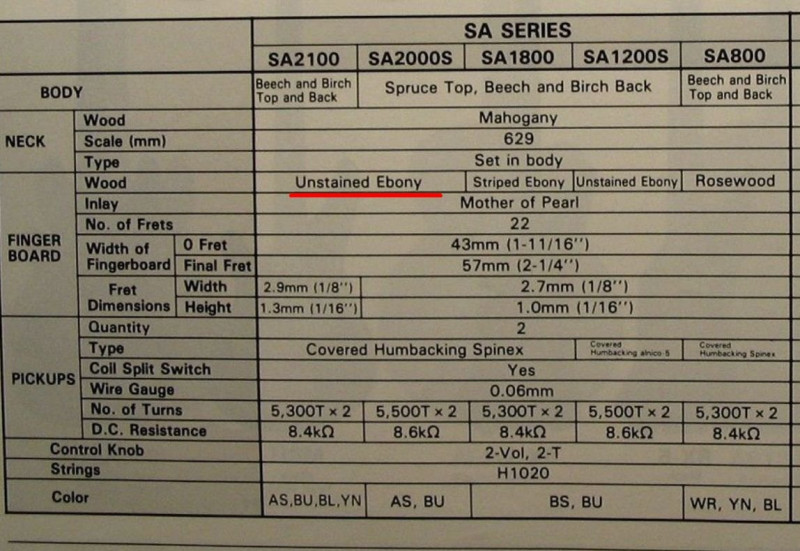 SA SERIES
SA2100 SA2000S SA1800 SA1200S SA800
BODY Beech and Birch Top and Back Spruce Top, Beech and Birch Back Beech and Birch Top and Back
NECK Wood Mahogany
Scale (mm) 629
Type Set in body
FINGER BOARD Wood Unstained Ebony Striped Ebony Unstained Ebony Rosewood
Inlay Mother of Pearl
No. of Frets 22
Width of Fingerboard 0 Fret 43mm (1-11/16'')
Final Fret 57mm (2-1/4'')
Fret Dimensions Width 2.9mm (1/8'') 2.7mm (1/8'')
Height 1.3mm (1/16'') 1.0mm (1/16'')
PICKUPS Quantity 2
Type Covered Humbacking Spinex Covered Humbacking alnico 5 Covered Humbacking Spinex
Coil Split Switch Yes
Wire Gauge 0.06mm
No. of Turns 5,300T × 2 5,500T × 2 5,300T × 2 5,500T × 2 5,300T × 2
D.C. Resistance 8.4kΩ 8.6kΩ 8.4kΩ 8.6kΩ 8.4kΩ
Control Knob 2-Vol, 2-T
Strings H1020
Color AS,BU,BL,YN AS, BU BS, BU WR, YN, BL